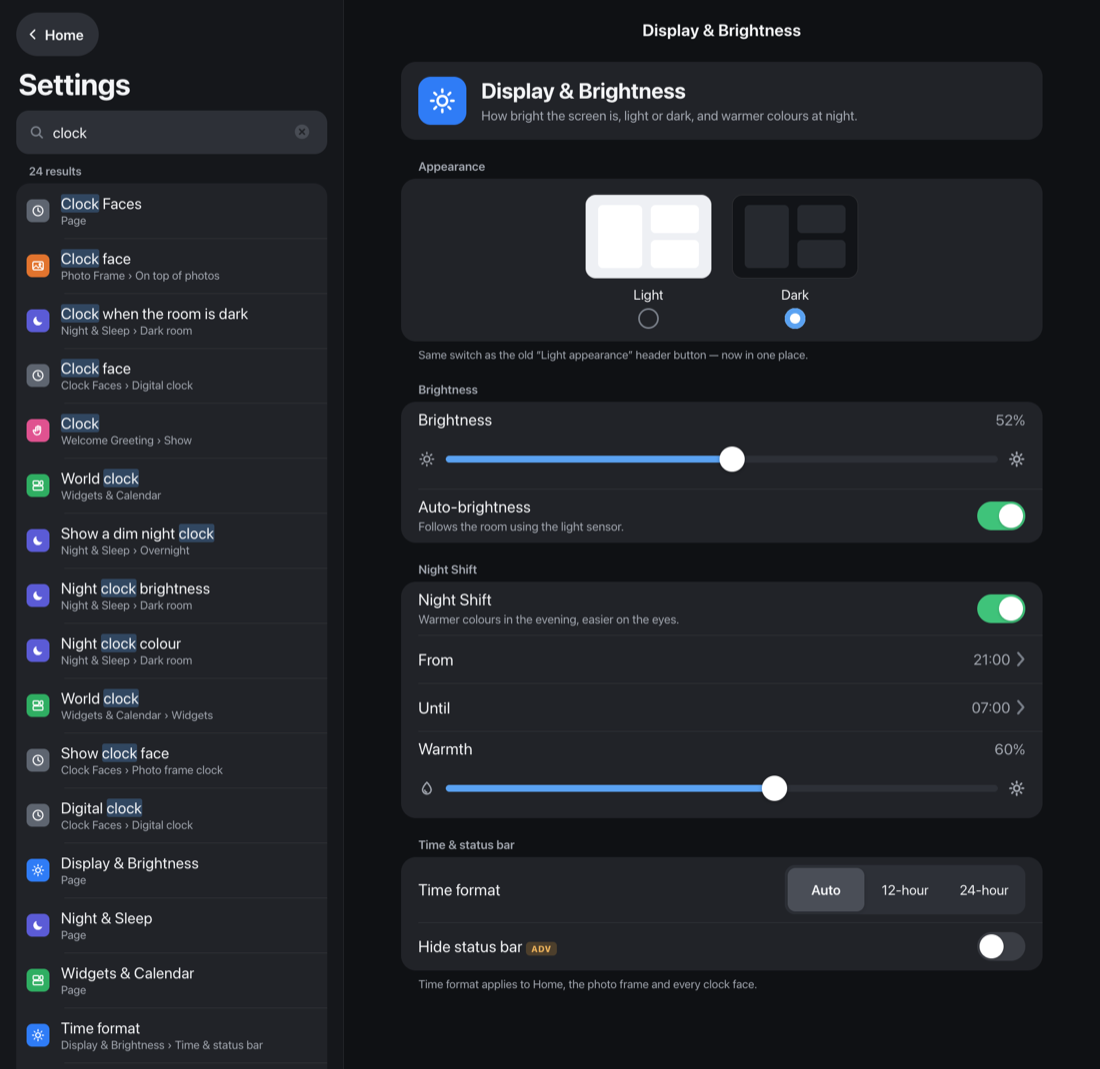 Home
Settings
clock
24 results
Clock Faces
Page
Clock face
Photo Frame › On top of photos
Clock when the room is dark
Night & Sleep › Dark room
Clock face
Clock Faces › Digital clock
Clock
Welcome Greeting › Show
World clock
Widgets & Calendar
Show a dim night clock
Night & Sleep › Overnight
Night clock brightness
Night & Sleep › Dark room
Night clock colour
Night & Sleep › Dark room
World clock
Widgets & Calendar › Widgets
Show clock face
Clock Faces › Photo frame clock
Digital clock
Clock Faces › Digital clock
Display & Brightness
Page
Night & Sleep
Page
Widgets & Calendar
Page
Time format
Display & Brightness › Time & status bar
Display & Brightness
Display & Brightness
How bright the screen is, light or dark, and warmer colours at night.
Appearance
Light
Dark
Same switch as the old “Light appearance” header button — now in one place.
Brightness
Brightness
52%
Auto-brightness
Follows the room using the light sensor.
Night Shift
Night Shift
Warmer colours in the evening, easier on the eyes.
From
21:00
Until
07:00
Warmth
60%
Time & status bar
Time format
Auto
12-hour
24-hour
Hide status bar ADV
Time format applies to Home, the photo frame and every clock face.